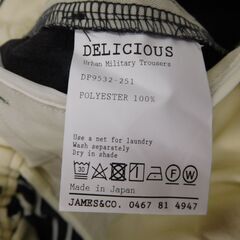 DELICIOUS
Urban Military Trousers
DP9532-251
POLYESTER 100%
Use a net for laundry
Wash separately
Dry in shade
Made in Japan
JAMES&CO. 0467 81 4947